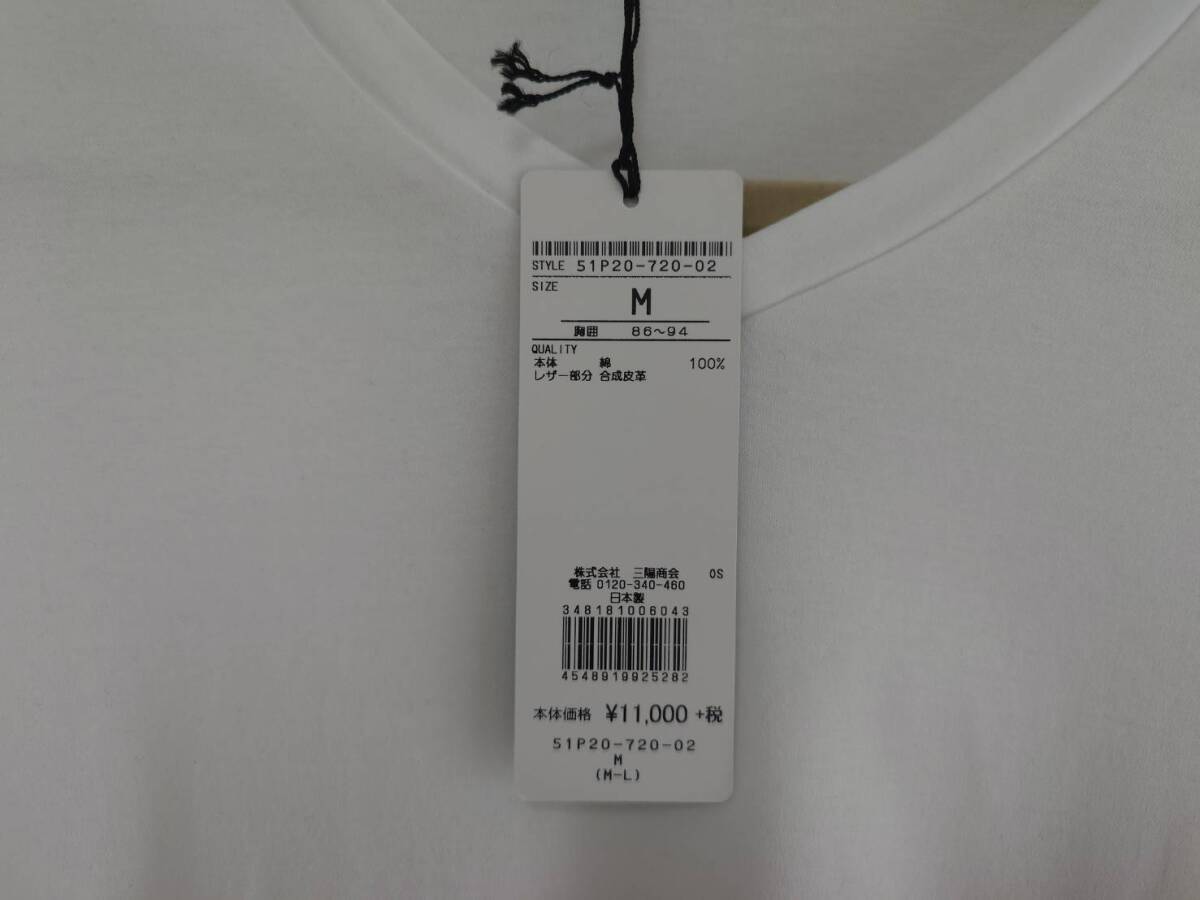 STYLE 51P20-720-02
SIZE
M
胸囲 86～94
QUALITY
本体 綿 100%
レザー部分 合成皮革
株式会社 三陽商会 OS
電話 0120-340-460
日本製
348181006043
4548919925282
本体価格 ¥11,000 +税
51P20-720-02
M
(M-L)